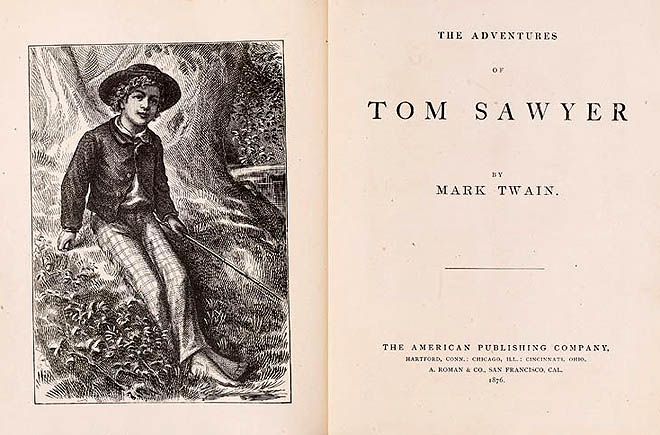 THE ADVENTURES
OF
TOM SAWYER
BY
MARK TWAIN.
THE AMERICAN PUBLISHING COMPANY,
HARTFORD, CONN.: CHICAGO, ILL.: CINCINNATI, OHIO.
A. ROMAN & CO., SAN FRANCISCO, CAL.
1876.